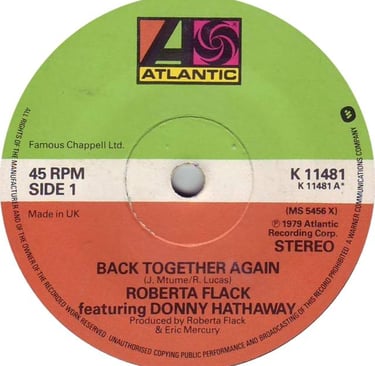 ATLANTIC
Famous Chappell Ltd.
45 RPM
SIDE 1
Made in UK
K 11481
K 11481 A*
(MS 5456 X)
℗ 1979 Atlantic
Recording Corp.
STEREO
BACK TOGETHER AGAIN
(J. Mtume/R. Lucas)
ROBERTA FLACK
featuring DONNY HATHAWAY
Produced by Roberta Flack
& Eric Mercury
ALL RIGHTS OF THE MANUFACTURER AND OF THE OWNER OF THE RECORDED WORK RESERVED UNAUTHORISED COPYING PUBLIC PERFORMANCE AND BROADCASTING OF THIS RECORD PROHIBITED A WARNER COMMUNICATIONS COMPANY